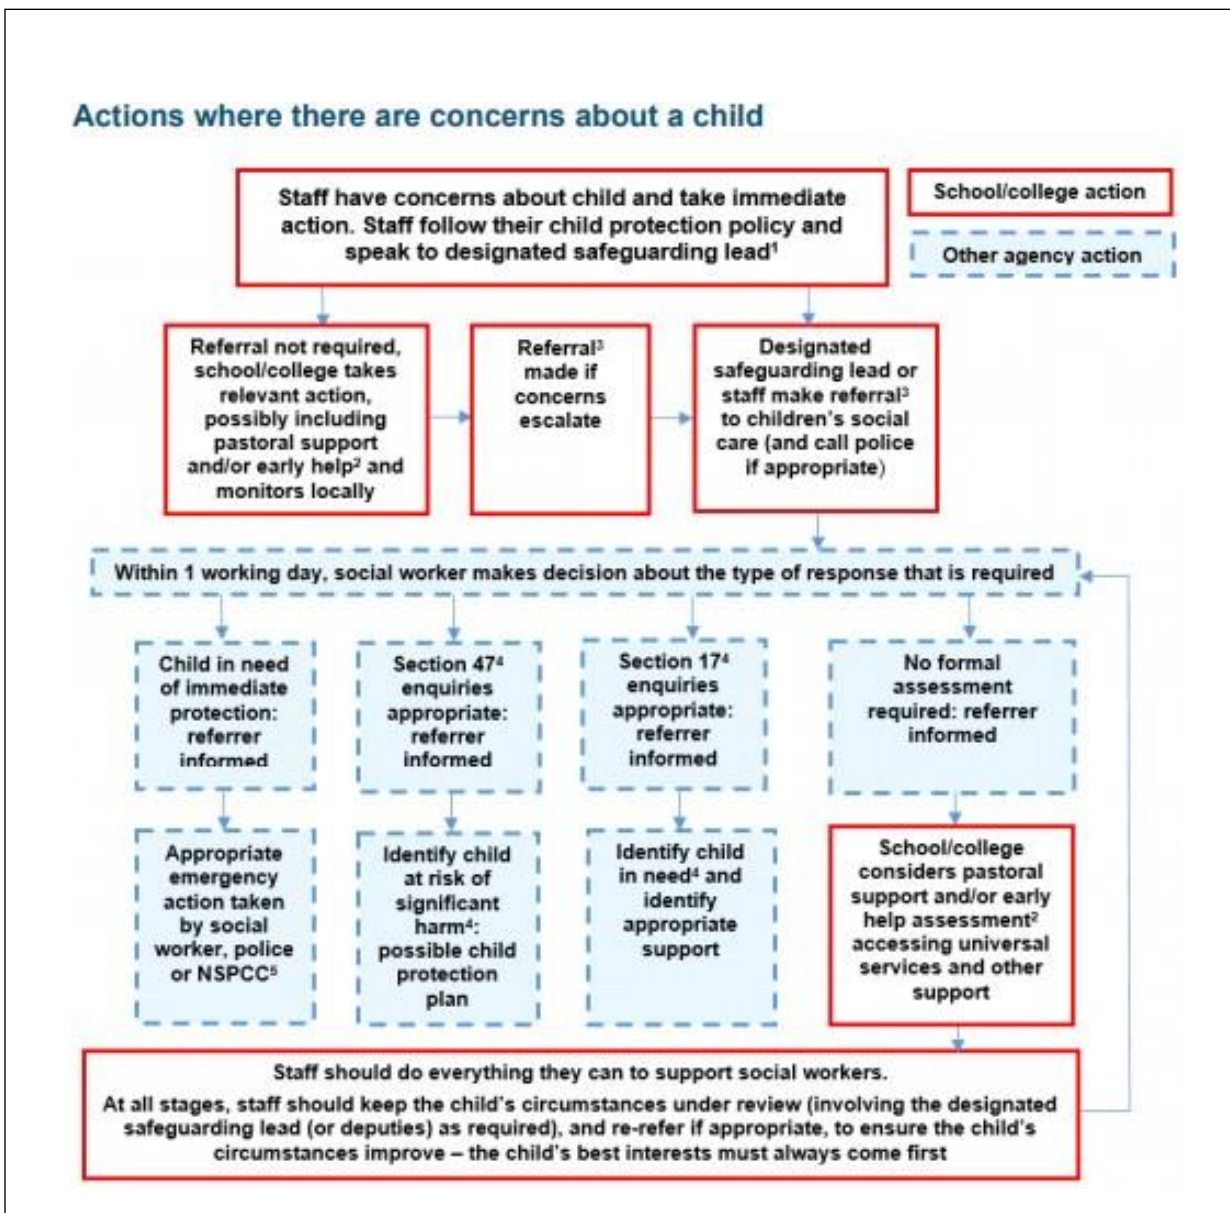 Actions where there are concerns about a child
Staff have concerns about child and take immediate
action. Staff follow their child protection policy and
speak to designated safeguarding lead¹
School/college action
Other agency action
Referral not required,
school/college takes
relevant action,
possibly including
pastoral support
and/or early help² and
monitors locally
Referral³
made if
concerns
escalate
Designated
safeguarding lead or
staff make referral³
to children's social
care (and call police
if appropriate)
Within 1 working day, social worker makes decision about the type of response that is required
Child in need
of immediate
protection:
referrer
informed
Section 47⁴
enquiries
appropriate:
referrer
informed
Section 17⁴
enquiries
appropriate:
referrer
informed
No formal
assessment
required: referrer
informed
Appropriate
emergency
action taken
by social
worker, police
or NSPCC⁵
Identify child
at risk of
significant
harm⁴:
possible child
protection
plan
Identify child
in need⁴ and
identify
appropriate
support
School/college
considers pastoral
support and/or early
help assessment²
accessing universal
services and other
support
Staff should do everything they can to support social workers.
At all stages, staff should keep the child's circumstances under review (involving the designated
safeguarding lead (or deputies) as required), and re-refer if appropriate, to ensure the child's
circumstances improve – the child's best interests must always come first